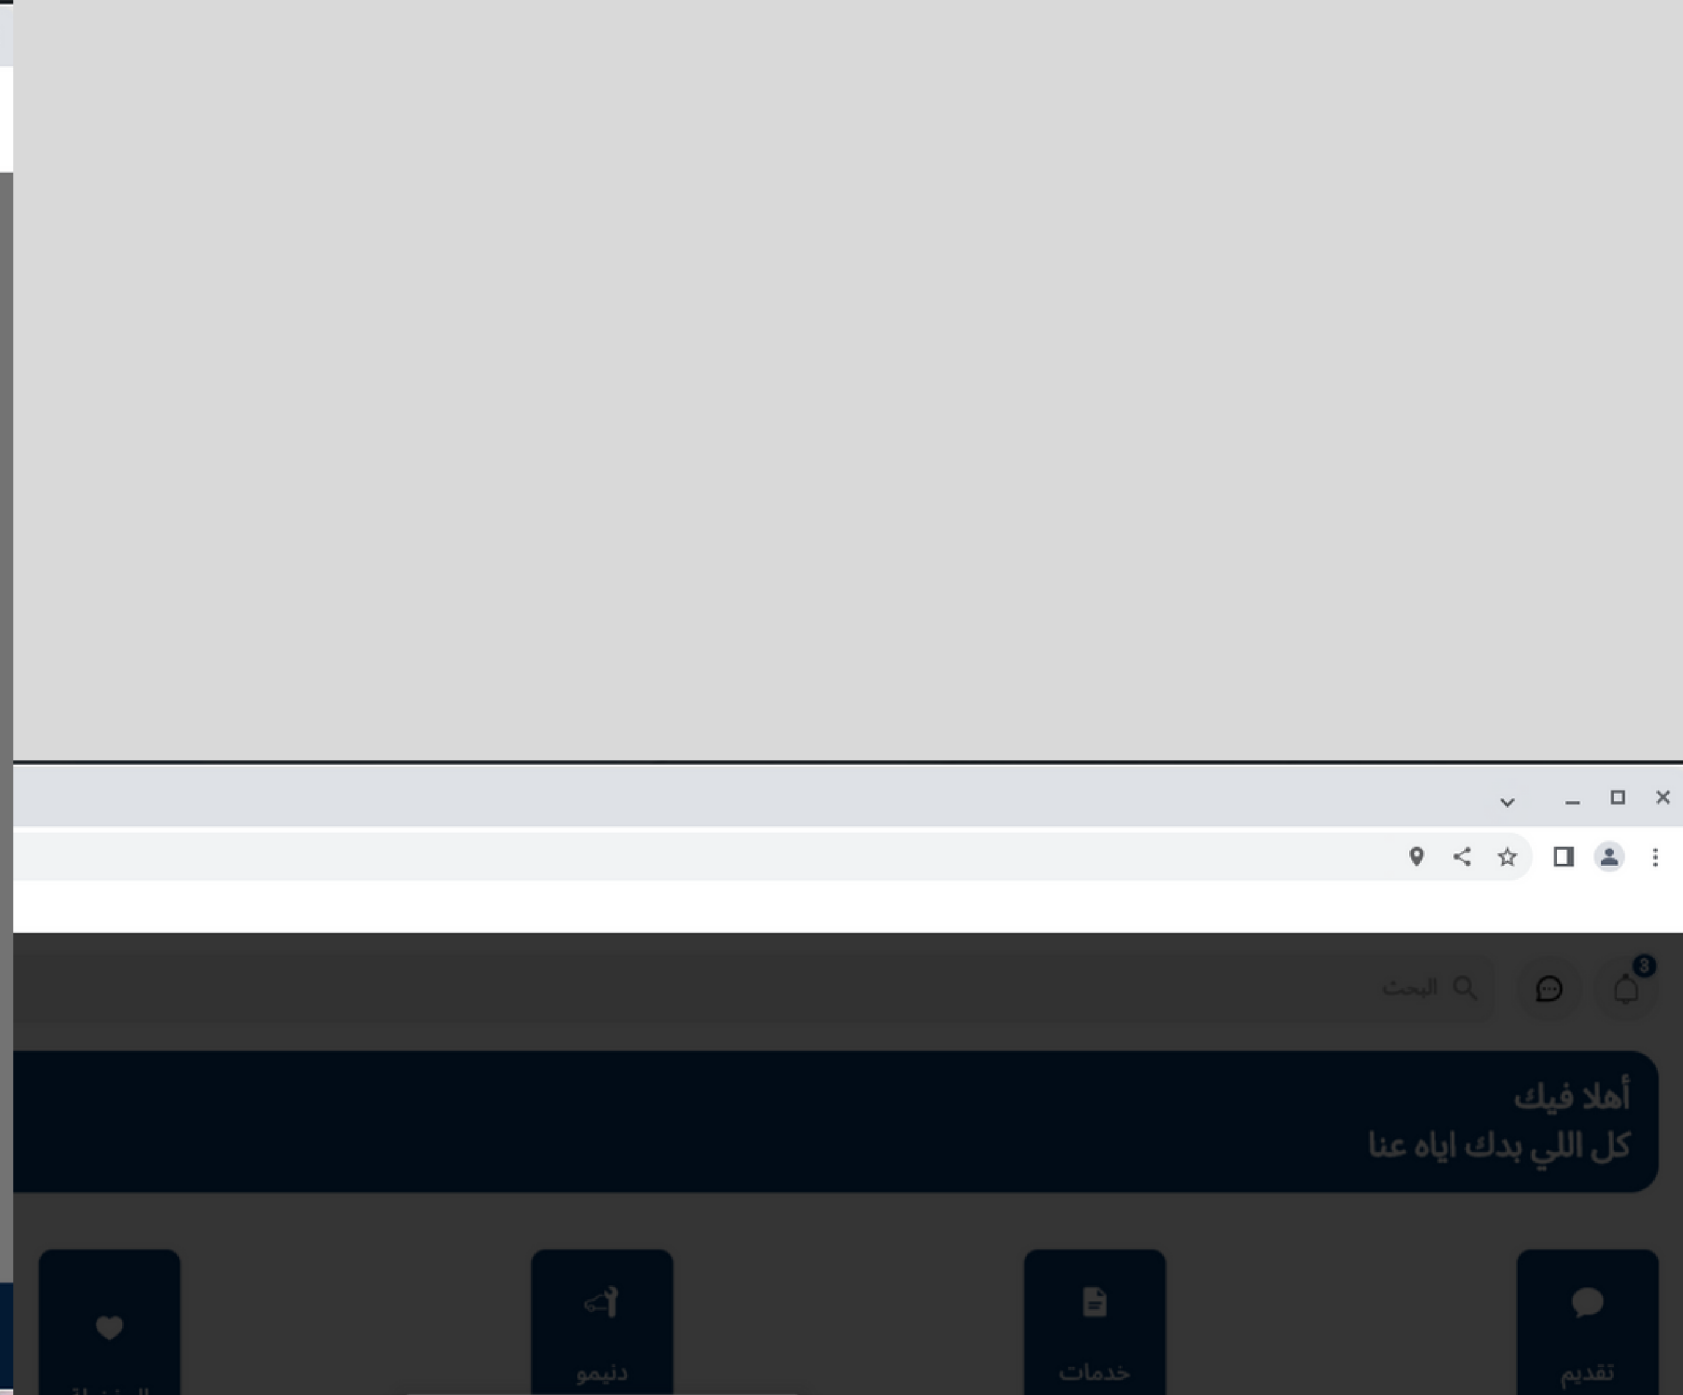 3
البحث
أهلا فيك
كل اللي بدك اياه عنا
تقديم
خدمات
دنيمو